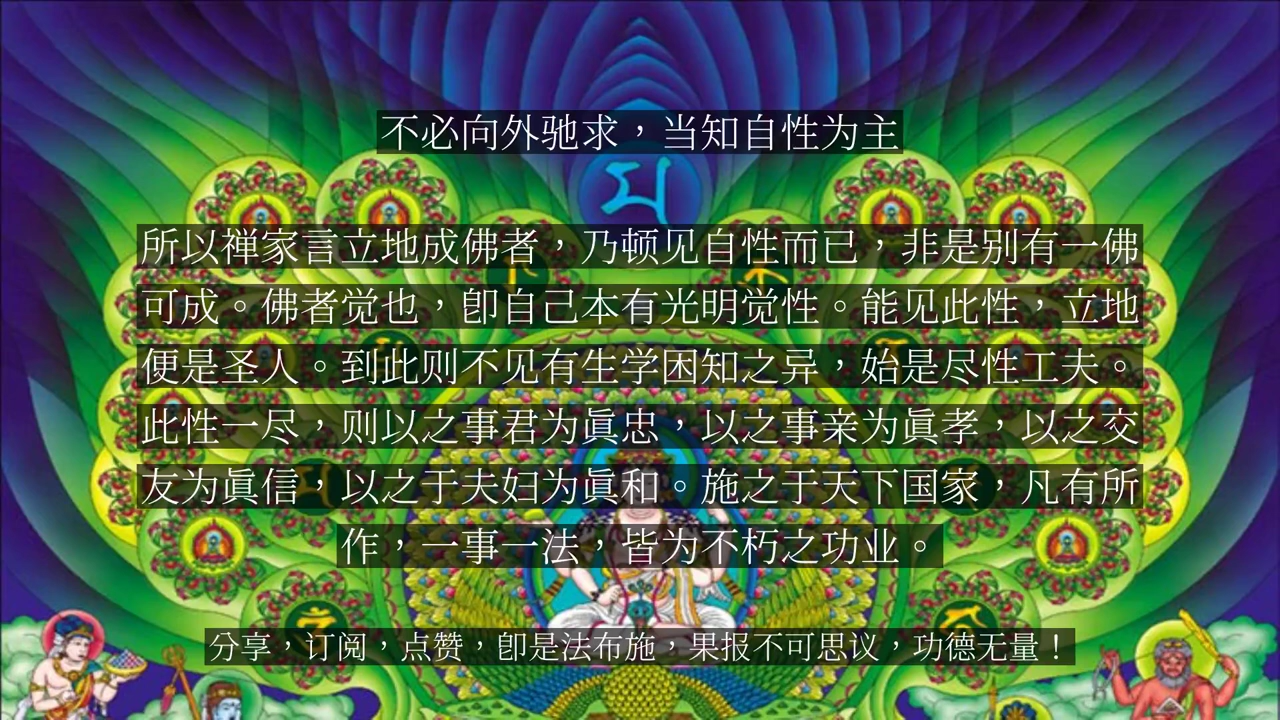 不必向外驰求，当知自性为主
所以禅家言立地成佛者，乃顿见自性而已，非是别有一佛
可成。佛者觉也，卽自己本有光明觉性。能见此性，立地
便是圣人。到此则不见有生学困知之异，始是尽性工夫。
此性一尽，则以之事君为眞忠，以之事亲为眞孝，以之交
友为眞信，以之于夫妇为眞和。施之于天下国家，凡有所
作，一事一法，皆为不朽之功业。
分享，订阅，点赞，卽是法布施，果报不可思议，功德无量！